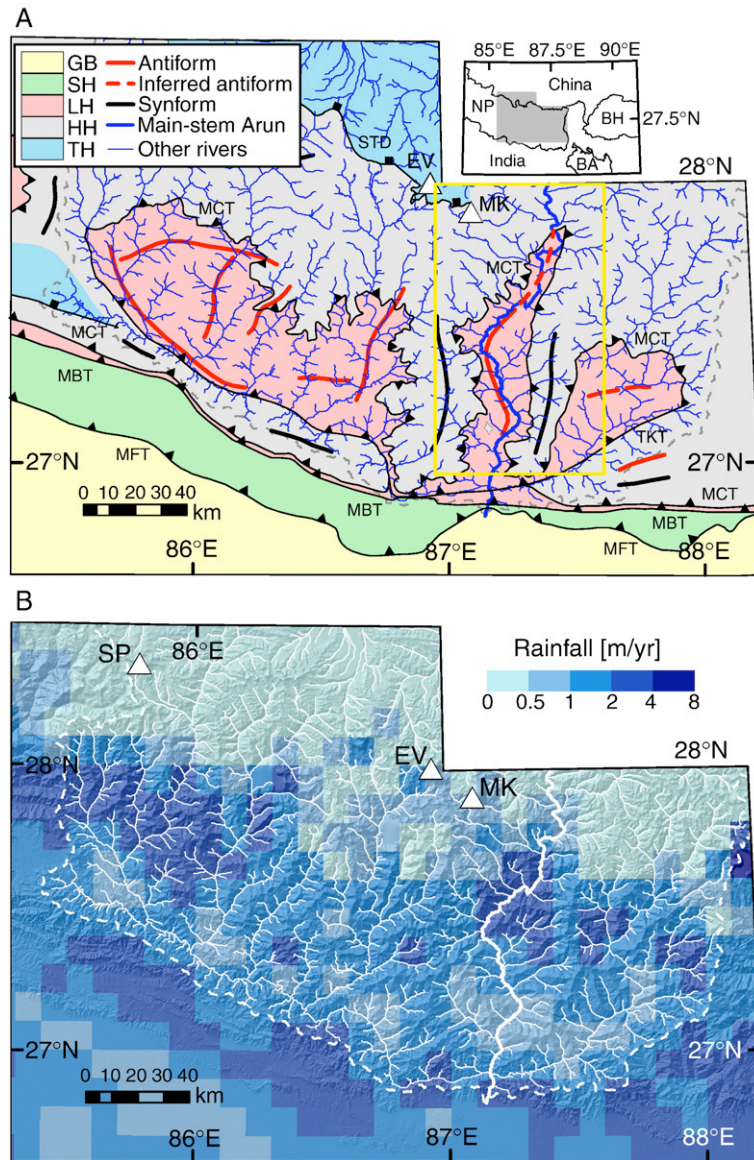 A
GB
SH
LH
HH
TH
Antiform
Inferred antiform
Synform
Main-stem Arun
Other rivers
85°E 87.5°E 90°E
China
NP
BH
27.5°N
India
BA
28°N
STD
EV
MK
MCT
MCT
MCT
MCT
MBT
TKT
27°N
27°N
MFT
MCT
MBT
MBT
MFT
0 10 20 30 40
km
86°E
87°E
88°E
B
86°E
SP
Rainfall [m/yr]
0 0.5 1 2 4 8
28°N
28°N
EV
MK
27°N
27°N
0 10 20 30 40
km
86°E
87°E
88°E